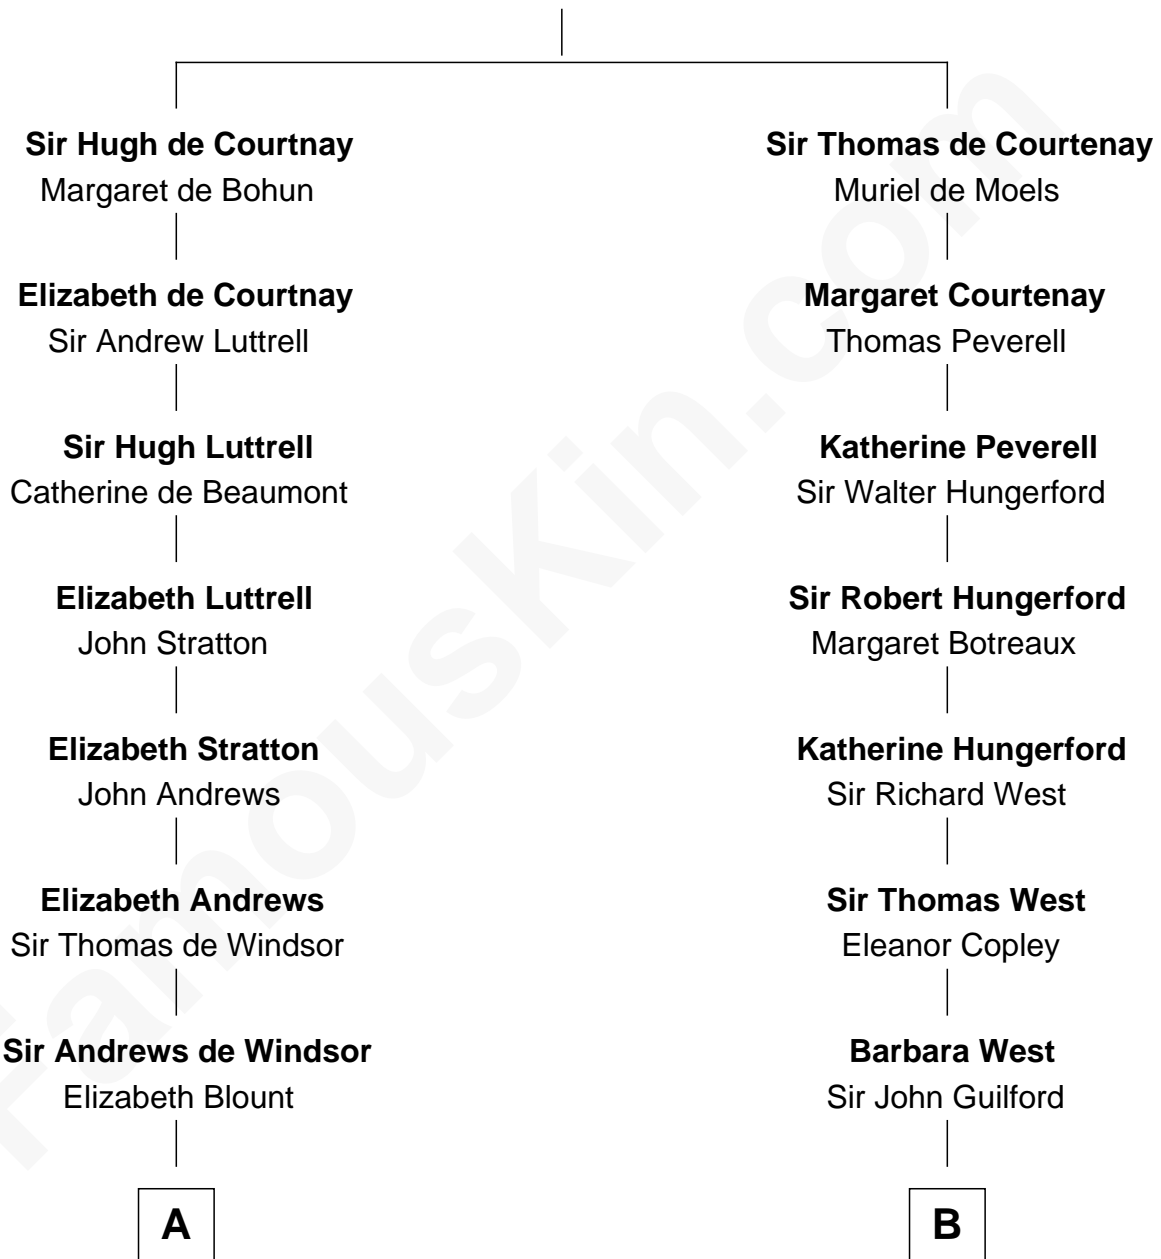 Sir Hugh de Courtnay
Margaret de Bohun
Elizabeth de Courtnay
Sir Andrew Luttrell
Sir Hugh Luttrell
Catherine de Beaumont
Elizabeth Luttrell
John Stratton
Elizabeth Stratton
John Andrews
Elizabeth Andrews
Sir Thomas de Windsor
Sir Andrews de Windsor
Elizabeth Blount
A
Sir Thomas de Courtenay
Muriel de Moels
Margaret Courtenay
Thomas Peverell
Katherine Peverell
Sir Walter Hungerford
Sir Robert Hungerford
Margaret Botreaux
Katherine Hungerford
Sir Richard West
Sir Thomas West
Eleanor Copley
Barbara West
Sir John Guilford
B
FamousKin.com